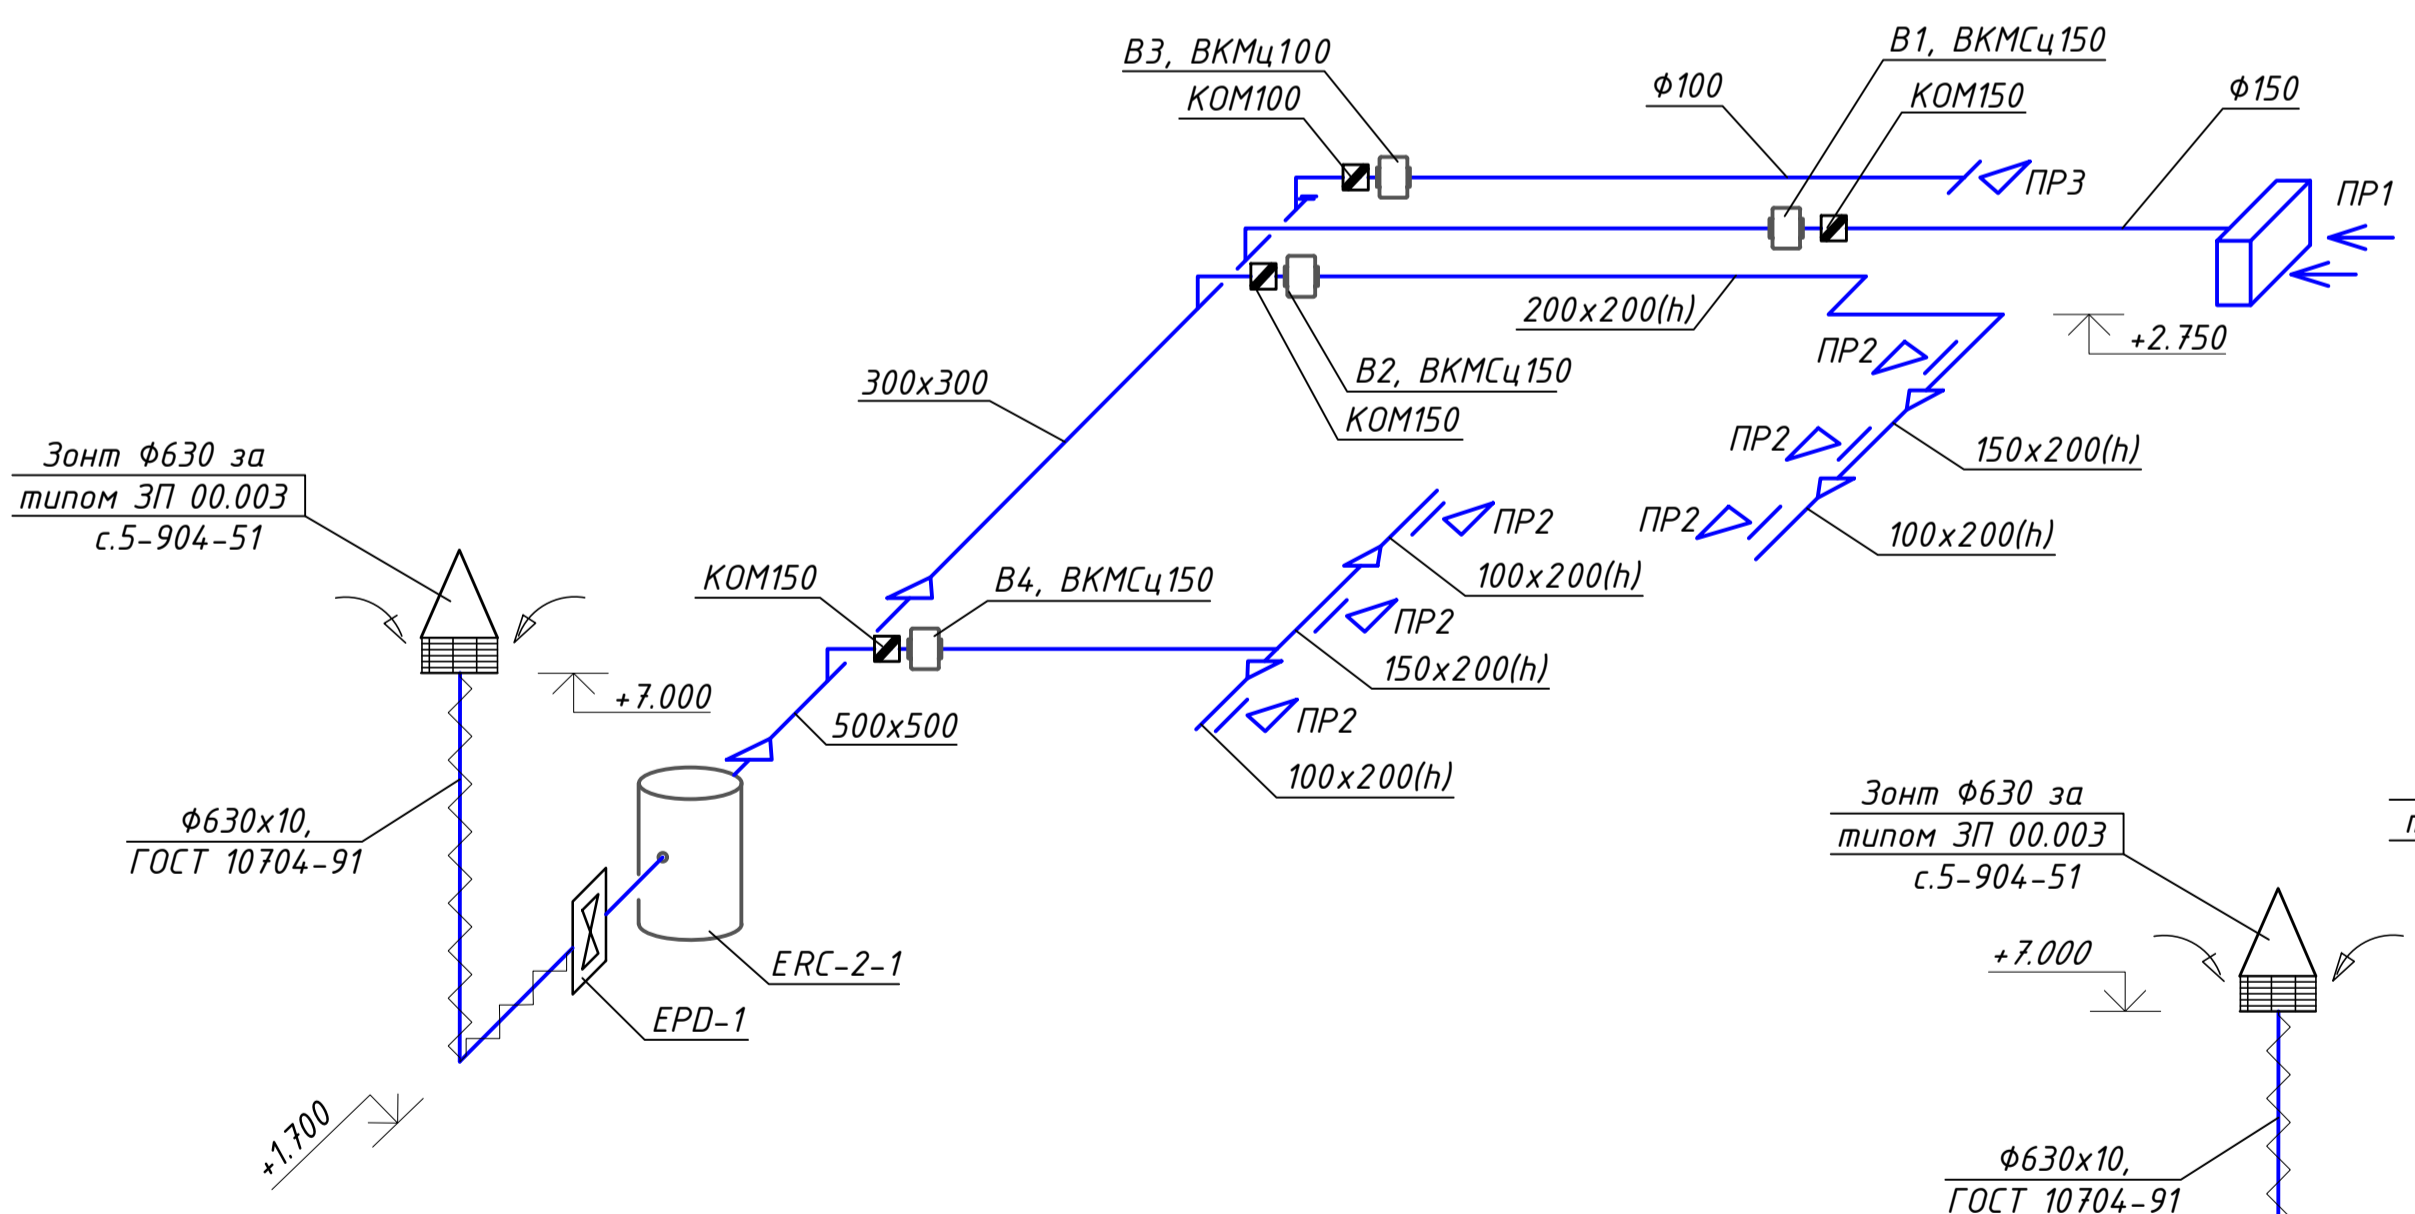 В3, ВКМц100
КОМ100
Ф100
В1, ВКМСц150
КОМ150
Ф150
ПР3
ПР1
200х200(h)
+2.750
ПР2
В2, ВКМСц150
КОМ150
300х300
ПР2
150х200(h)
Зонт Ф630 за
типом ЗП 00.003
с.5-904-51
ПР2
100х200(h)
ПР2
100х200(h)
КОМ150
В4, ВКМСц150
ПР2
150х200(h)
+7.000
500х500
ПР2
100х200(h)
Ф630х10,
ГОСТ 10704-91
ERC-2-1
EPD-1
+1.700
Зонт Ф630 за
типом ЗП 00.003
с.5-904-51
+7.000
Ф630х10,
ГОСТ 10704-91